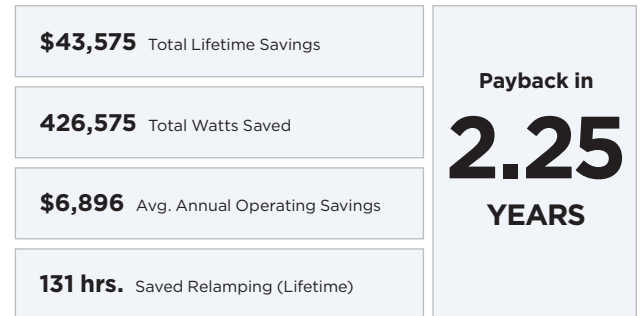 $43,575 Total Lifetime Savings
426,575 Total Watts Saved
$6,896 Avg. Annual Operating Savings
131 hrs. Saved Relamping (Lifetime)
Payback in
2.25
YEARS